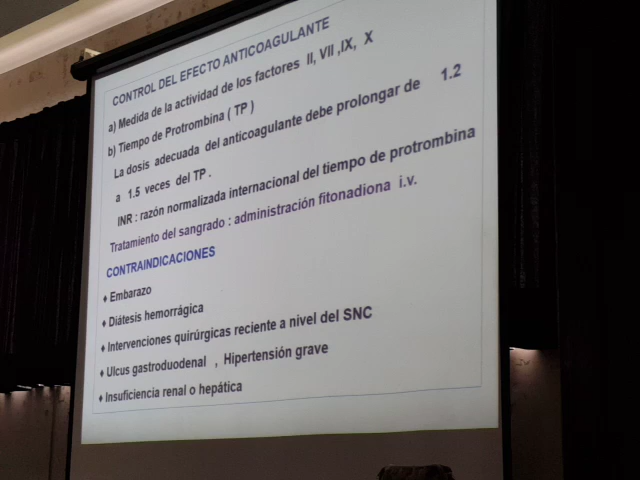 CONTROL DEL EFECTO ANTICOAGULANTE
a) Medida de la actividad de los factores II, VII ,IX, X
b) Tiempo de Protrombina ( TP )
La dosis adecuada del anticoagulante debe prolongar de 1.2
a 1.5 veces del TP .
INR : razón normalizada internacional del tiempo de protrombina
Tratamiento del sangrado : administración fitonadiona i.v.
CONTRAINDICACIONES
♦ Embarazo
♦ Diátesis hemorrágica
♦ Intervenciones quirúrgicas reciente a nivel del SNC
♦ Ulcus gastroduodenal , Hipertensión grave
♦ Insuficiencia renal o hepática